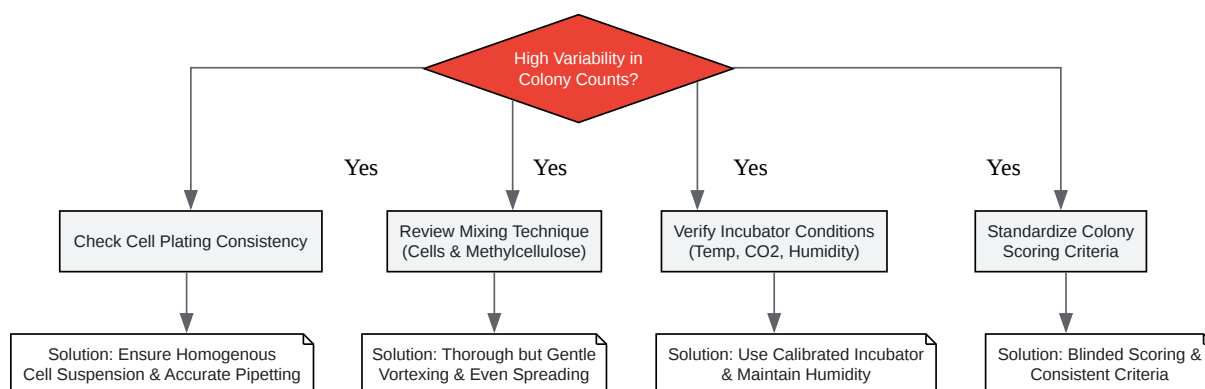 High Variability in
Colony Counts?
Yes
Yes
Yes
Yes
Check Cell Plating Consistency
Review Mixing Technique
(Cells & Methylcellulose)
Verify Incubator Conditions
(Temp, CO2, Humidity)
Standardize Colony
Scoring Criteria
Solution: Ensure Homogenous
Cell Suspension & Accurate Pipetting
Solution: Thorough but Gentle
Vortexing & Even Spreading
Solution: Use Calibrated Incubator
& Maintain Humidity
Solution: Blinded Scoring &
Consistent Criteria